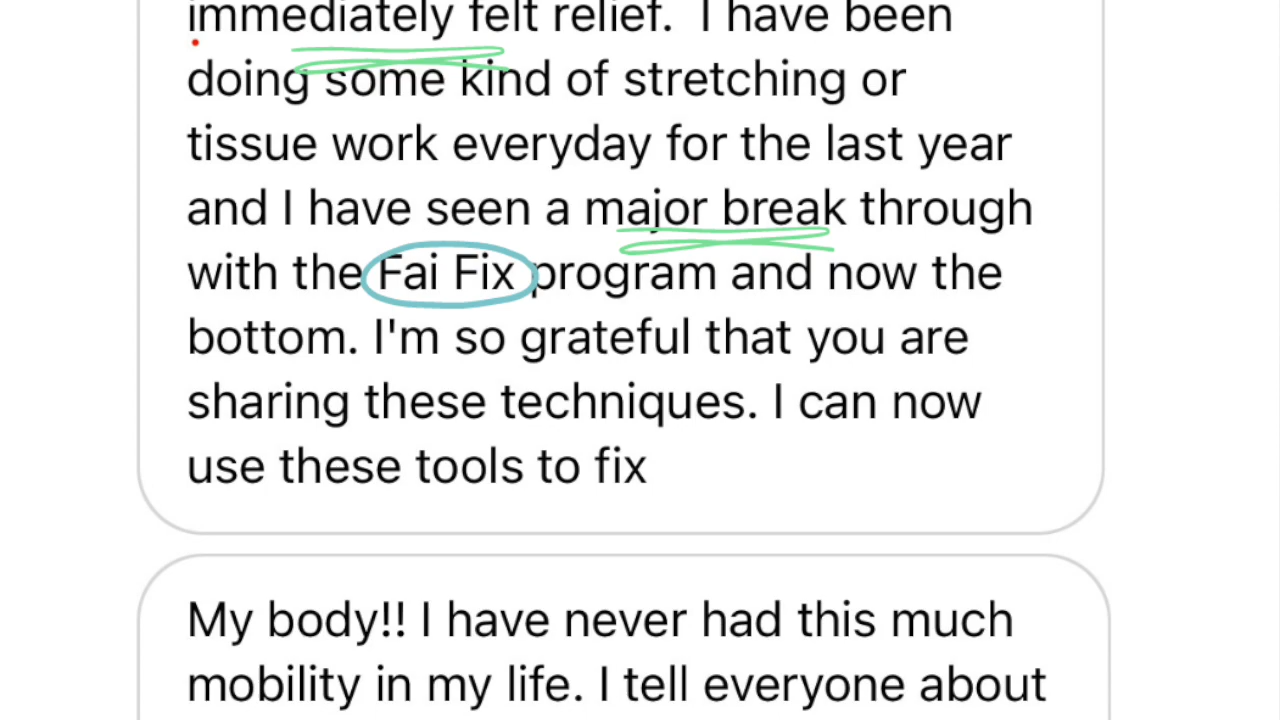 immediately felt relief.  I have been
doing some kind of stretching or
tissue work everyday for the last year
and I have seen a major break through
with the Fai Fix program and now the
bottom. I'm so grateful that you are
sharing these techniques. I can now
use these tools to fix
My body!! I have never had this much
mobility in my life. I tell everyone about